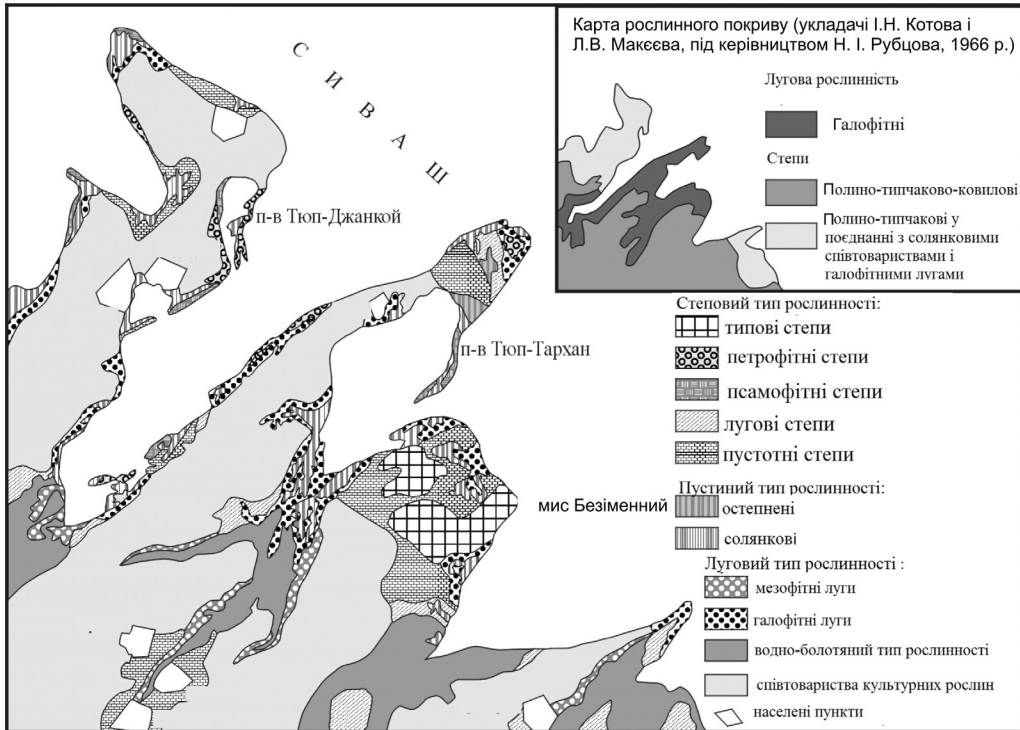 Карта рослинного покриву (укладачі І.Н. Котова і
Л.В. Макєєва, під керівництвом Н. І. Рубцова, 1966 р.)
Лугова рослинність
Галофітні
Степи
Полино-типчаково-ковилові
Полино-типчакові у
поєднанні з солянковими
співтовариствами і
галофітними лугами
СИВАШ
п-в Тюп-Джанкой
п-в Тюп-Тархан
мис Безіменний
Степовий тип рослинності:
типові степи
петрофітні степи
псамофітні степи
лугові степи
пустотні степи
Пустиний тип рослинності:
остепнені
солянкові
Луговий тип рослинності :
мезофітні луги
галофітні луги
водно-болотяний тип рослинності
співтовариства культурних рослин
населені пункти